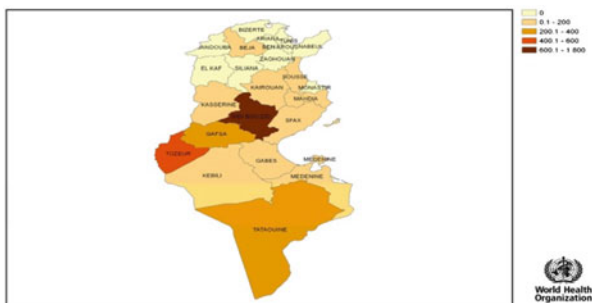 0
0.1 - 200
200.1 - 400
400.1 - 600
600.1 - 1 800
BIZERTE
ARIANA
TUNIS
JANDOUBA
BEJA
BEN AROUS
NABEUL
ZAGHOUAN
EL KAF
SILIANA
SOUSSE
KAIROUAN
MONASTIR
MAHDIA
KASSERINE
SFAX
GAFSA
TOZEUR
GABES
MEDENINE
KEBILI
MEDENINE
TATAOUINE
World Health
Organization